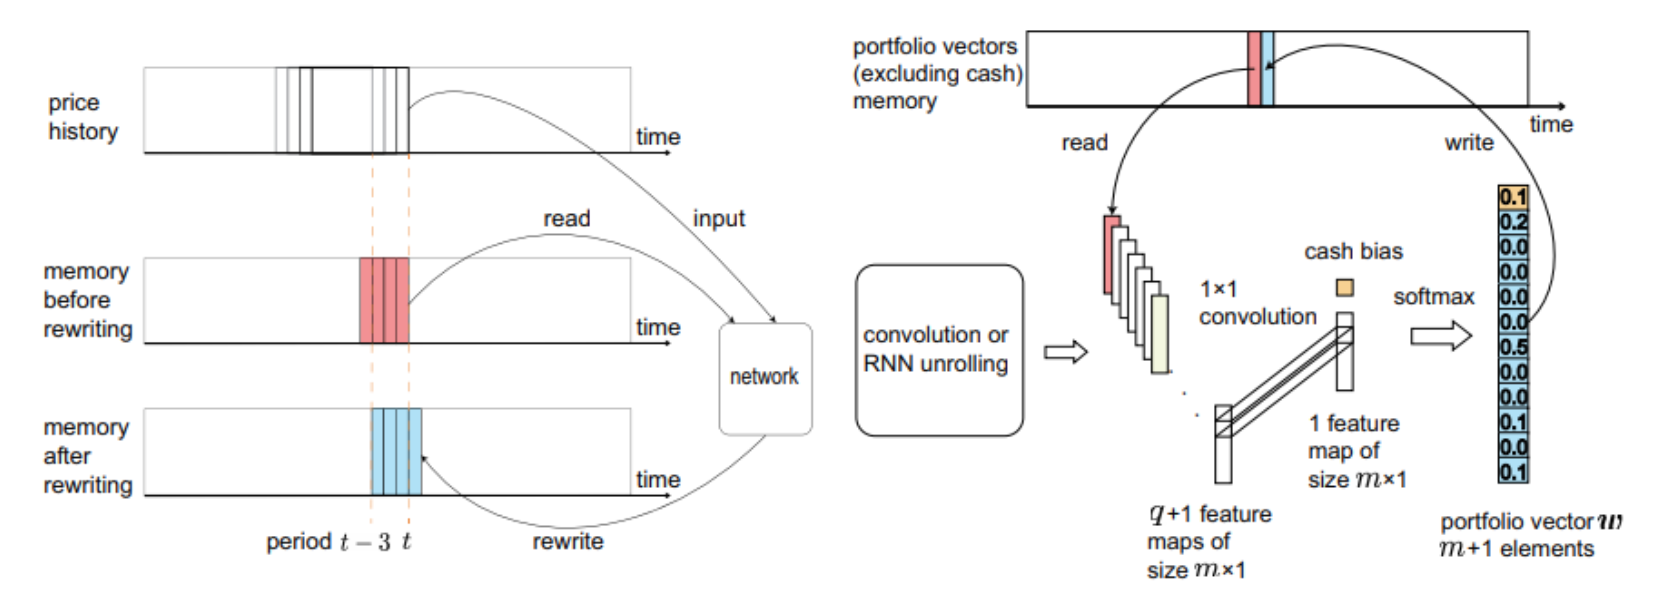 price
history
time
memory
before
rewriting
time
read
input
network
memory
after
rewriting
time
period t − 3 t
rewrite
portfolio vectors
(excluding cash)
memory
time
read
write
convolution or
RNN unrolling
1×1
convolution
cash bias
softmax
1 feature
map of
size m×1
q+1 feature
maps of
size m×1
0.1
0.2
0.0
0.0
0.0
0.0
0.5
0.0
0.0
0.1
0.0
0.1
portfolio vector w
m+1 elements